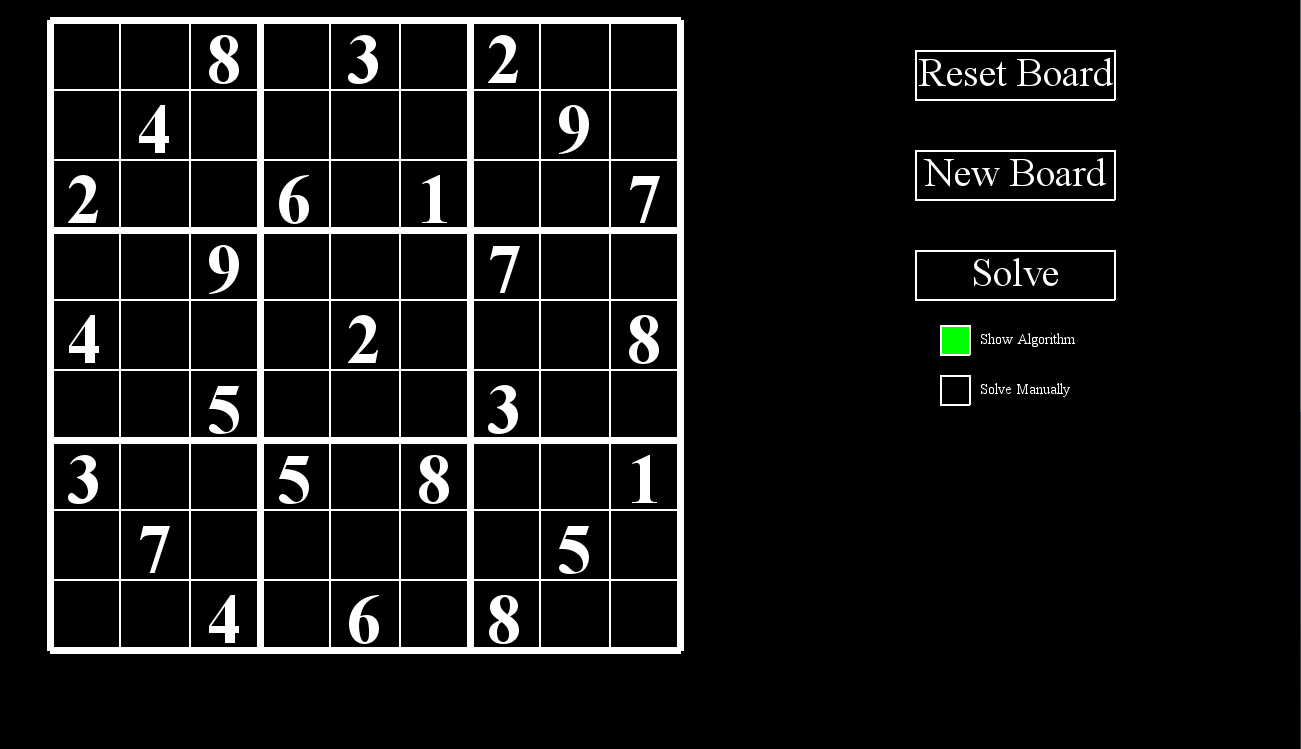 8 3 2
4 9
2 6 1 7
9 7
4 2 8
5 3
3 5 8 1
7 5
4 6 8
Reset Board
New Board
Solve
Show Algorithm
Solve Manually